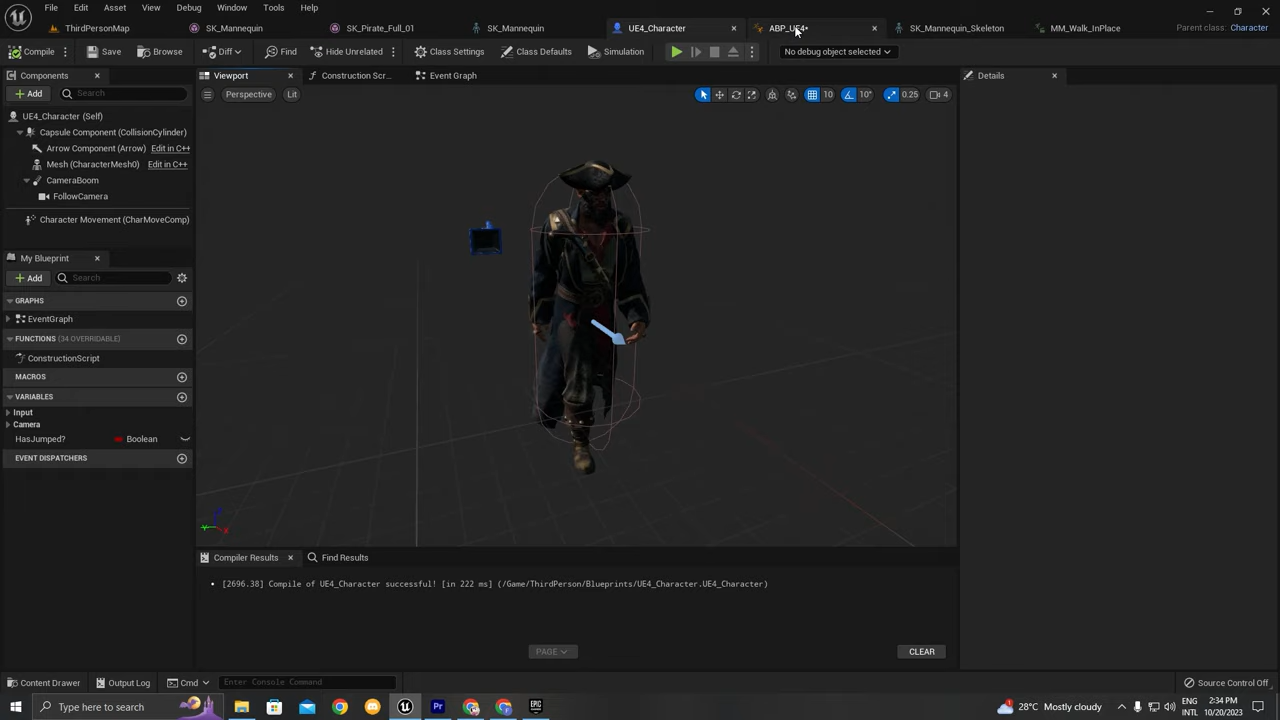 File Edit Asset View Debug Window Tools Help
ThirdPersonMap SK_Mannequin SK_Pirate_Full_01 SK_Mannequin UE4_Character ABP_UE4* SK_Mannequin_Skeleton MM_Walk_InPlace Parent class: Character
Compile Save Browse Diff Find Class Settings Class Defaults Simulation No debug object selected
Components Viewport Construction Scr... Event Graph Details
Add Search Perspective Lit 10 10° 0.25 4
UE4_Character (Self)
Capsule Component (CollisionCylinder)
Arrow Component (Arrow) Edit in C++
Mesh (CharacterMesh0) Edit in C++
CameraBoom
FollowCamera
Character Movement (CharMoveComp)
My Blueprint
Add Search
GRAPHS
EventGraph
FUNCTIONS (34 OVERRIDABLE)
ConstructionScript
MACROS
VARIABLES
Input
Camera
HasJumped? Boolean
EVENT DISPATCHERS
Compiler Results Find Results
[2696.38] Compile of UE4_Character successful! [in 222 ms] (/Game/ThirdPerson/Blueprints/UE4_Character.UE4_Character)
PAGE CLEAR
Content Drawer Output Log Cmd Enter Console Command Source Control Off
Type here to search Pr EPIC 28°C Mostly cloudy ENG INTL 2:34 PM 10/20/2023